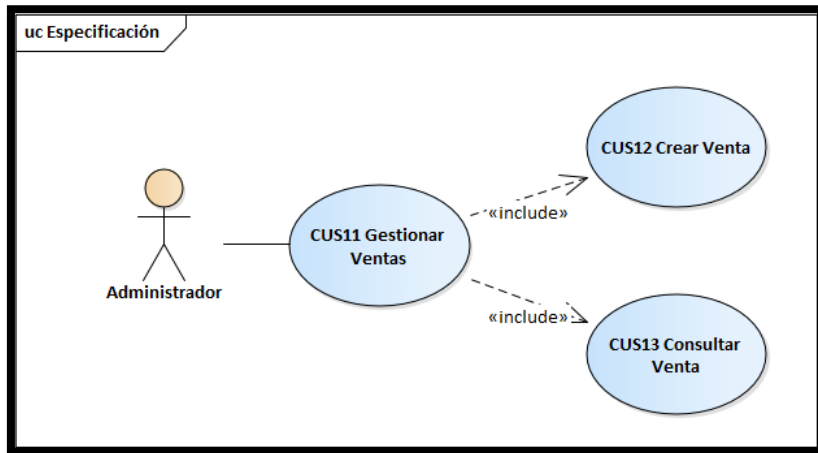 uc Especificación
CUS12 Crear Venta
«include»
CUS11 Gestionar
Ventas
Administrador
«include»
CUS13 Consultar
Venta